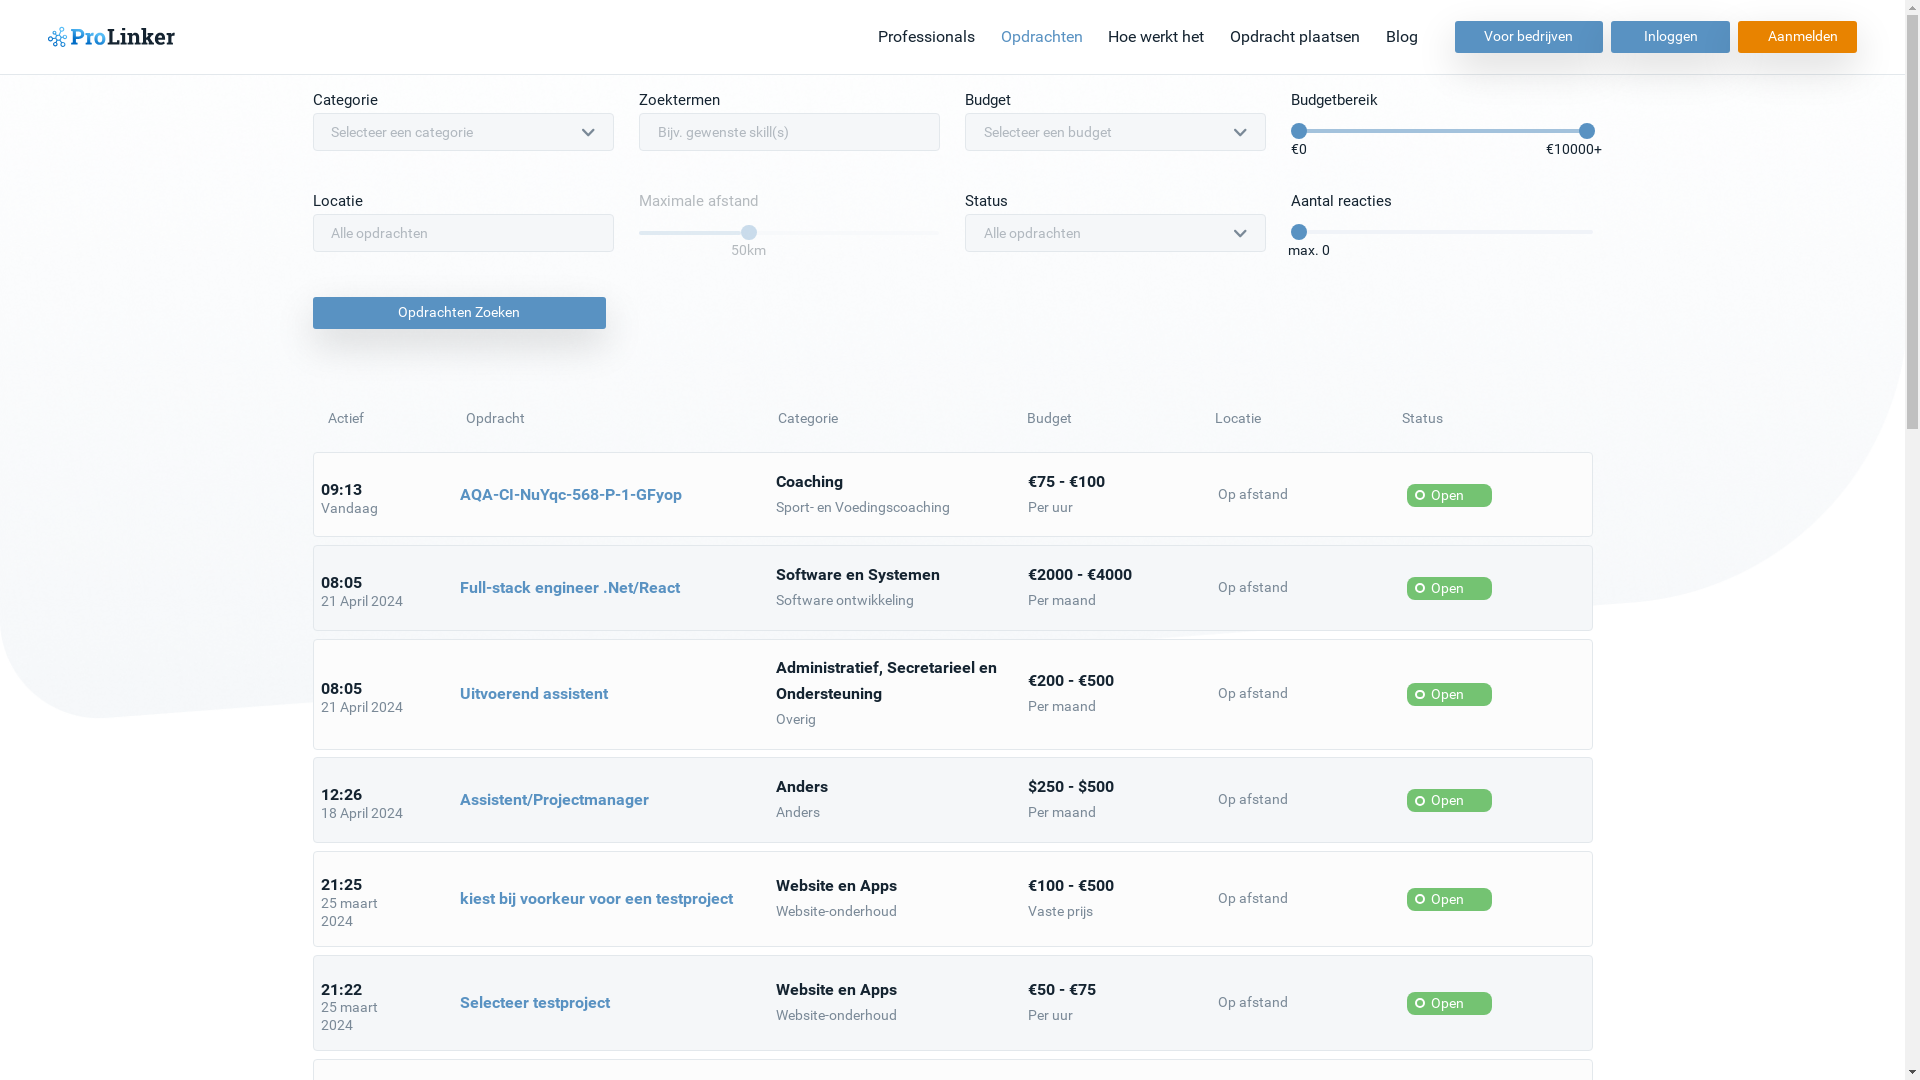 ProLinker
Professionals
Opdrachten
Hoe werkt het
Opdracht plaatsen
Blog
Voor bedrijven
Inloggen
Aanmelden
Categorie
Zoektermen
Budget
Budgetbereik
Selecteer een categorie
Bijv. gewenste skill(s)
Selecteer een budget
€0
€10000+
Locatie
Maximale afstand
Status
Aantal reacties
Alle opdrachten
50km
Alle opdrachten
max. 0
Opdrachten Zoeken
Actief
Opdracht
Categorie
Budget
Locatie
Status
09:13
Vandaag
AQA-CI-NuYqc-568-P-1-GFyop
Coaching
Sport- en Voedingscoaching
€75 - €100
Per uur
Op afstand
Open
08:05
21 April 2024
Full-stack engineer .Net/React
Software en Systemen
Software ontwikkeling
€2000 - €4000
Per maand
Op afstand
Open
08:05
21 April 2024
Uitvoerend assistent
Administratief, Secretarieel en
Ondersteuning
Overig
€200 - €500
Per maand
Op afstand
Open
12:26
18 April 2024
Assistent/Projectmanager
Anders
Anders
$250 - $500
Per maand
Op afstand
Open
21:25
25 maart
2024
kiest bij voorkeur voor een testproject
Website en Apps
Website-onderhoud
€100 - €500
Vaste prijs
Op afstand
Open
21:22
25 maart
2024
Selecteer testproject
Website en Apps
Website-onderhoud
€50 - €75
Per uur
Op afstand
Open